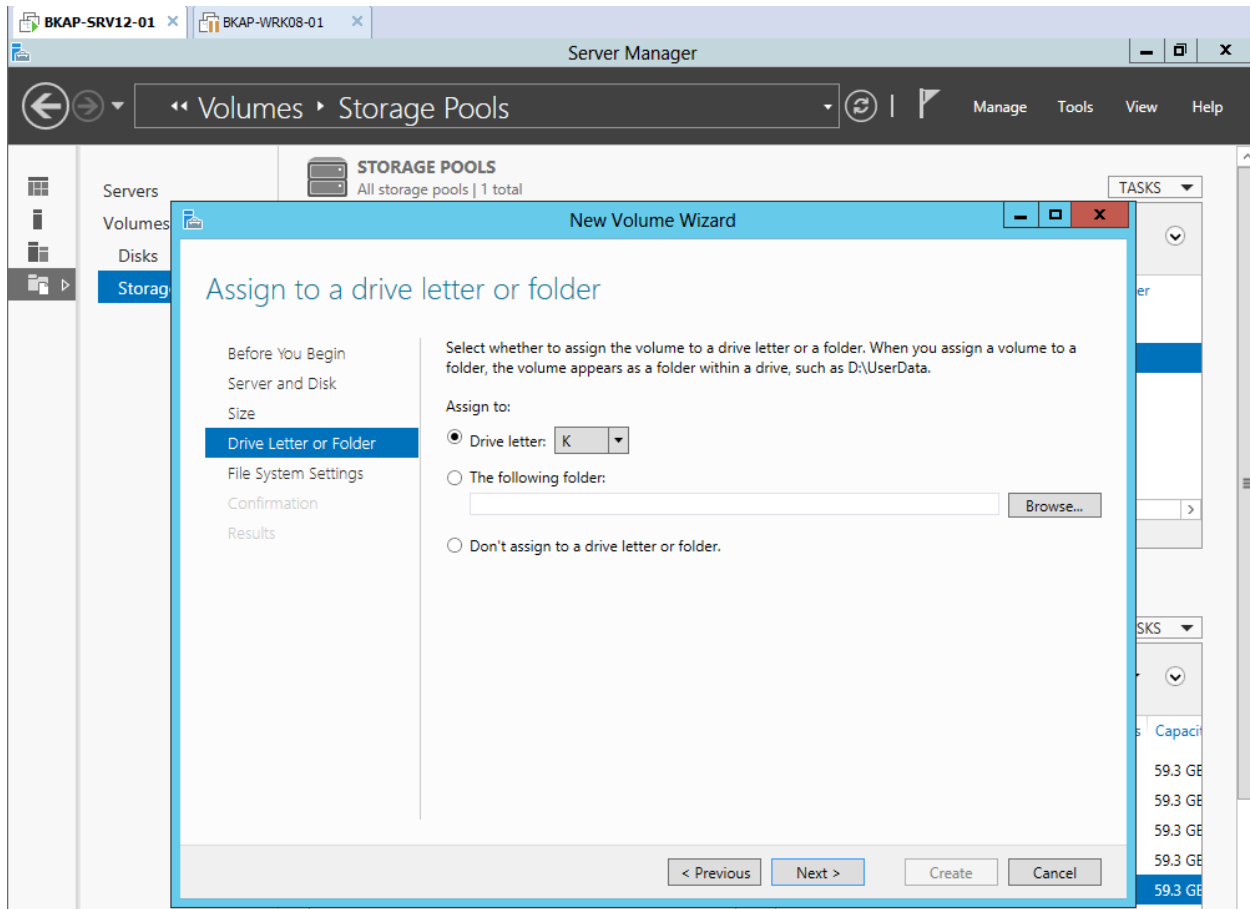 BKAP-SRV12-01
BKAP-WRK08-01
Server Manager
Volumes Storage Pools
Manage Tools View Help
STORAGE POOLS
All storage pools | 1 total
TASKS
Servers
Volumes
Disks
Storag
New Volume Wizard
er
Assign to a drive letter or folder
Before You Begin
Server and Disk
Size
Drive Letter or Folder
File System Settings
Confirmation
Results
Select whether to assign the volume to a drive letter or a folder. When you assign a volume to a
folder, the volume appears as a folder within a drive, such as D:\UserData.
Assign to:
Drive letter: K
The following folder:
Browse...
Don't assign to a drive letter or folder.
SKS
s Capacit
59.3 GB
59.3 GB
59.3 GB
59.3 GB
59.3 GB
< Previous Next > Create Cancel